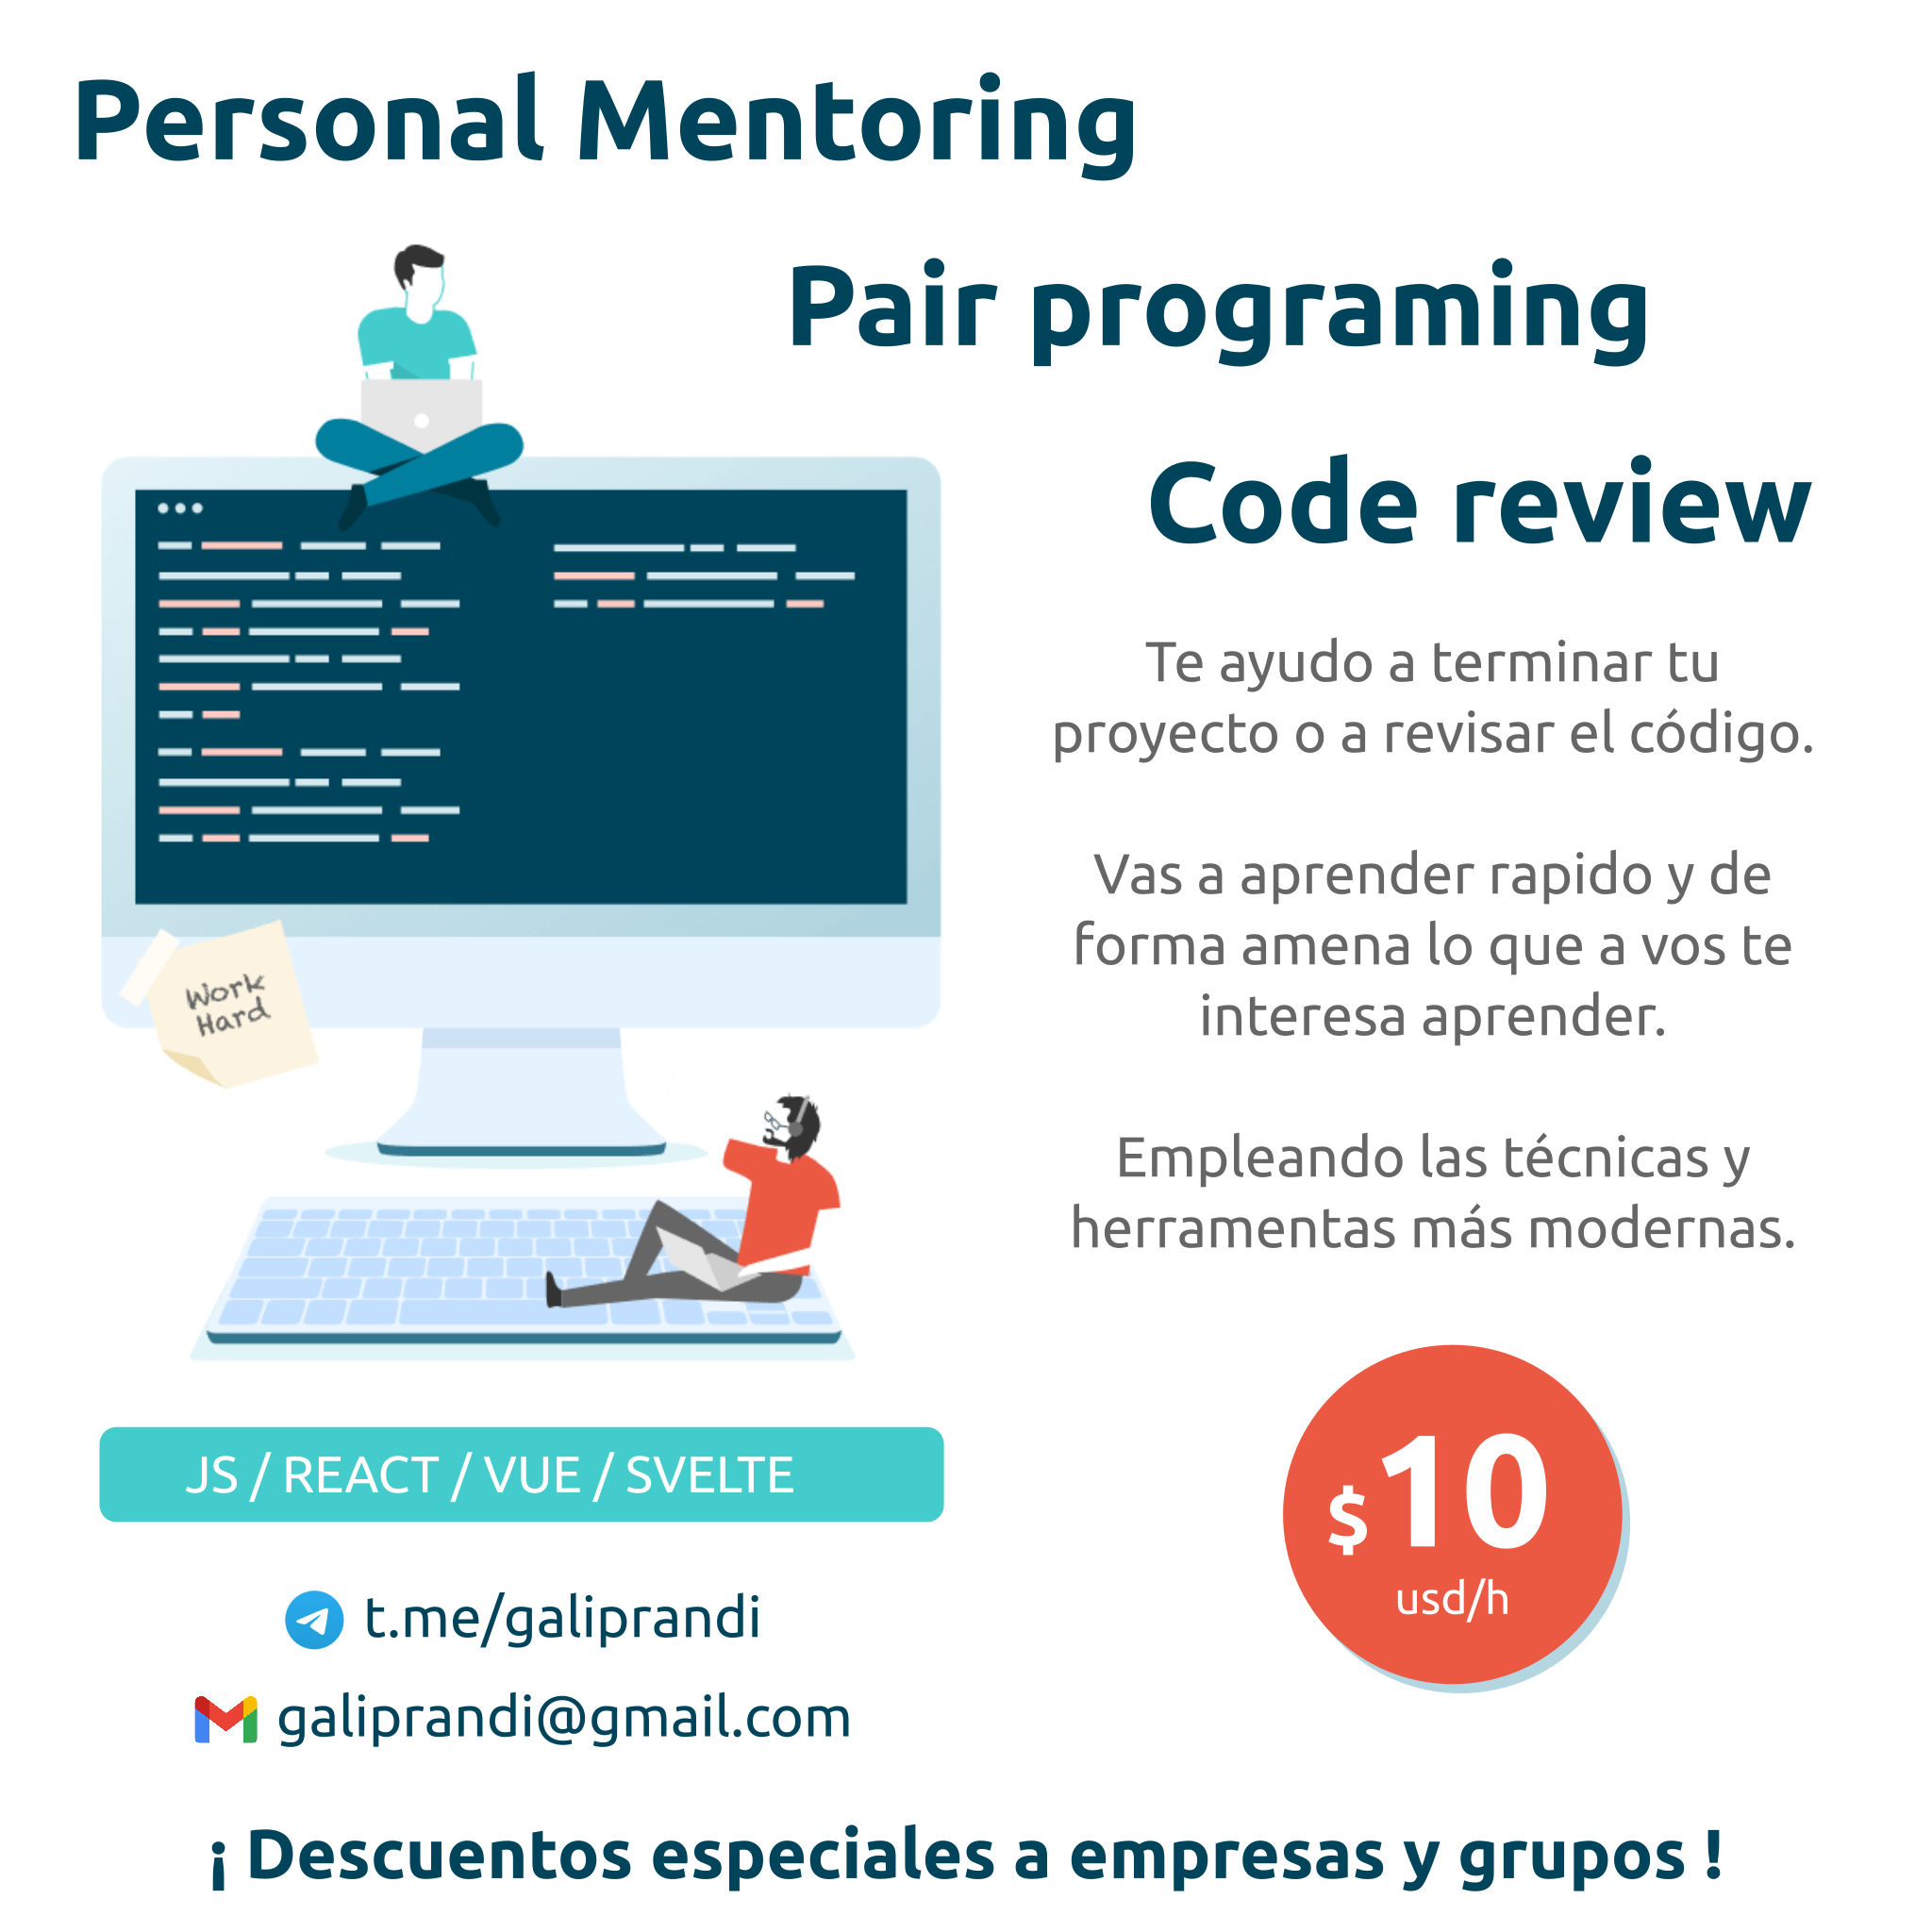 Personal Mentoring
Pair programing
Code review
Te ayudo a terminar tu
proyecto o a revisar el código.
Vas a aprender rapido y de
forma amena lo que a vos te
interesa aprender.
Empleando las técnicas y
herramentas más modernas.
Work
Hard
JS / REACT / VUE / SVELTE
$10
usd/h
t.me/galiprandi
galiprandi@gmail.com
¡ Descuentos especiales a empresas y grupos !